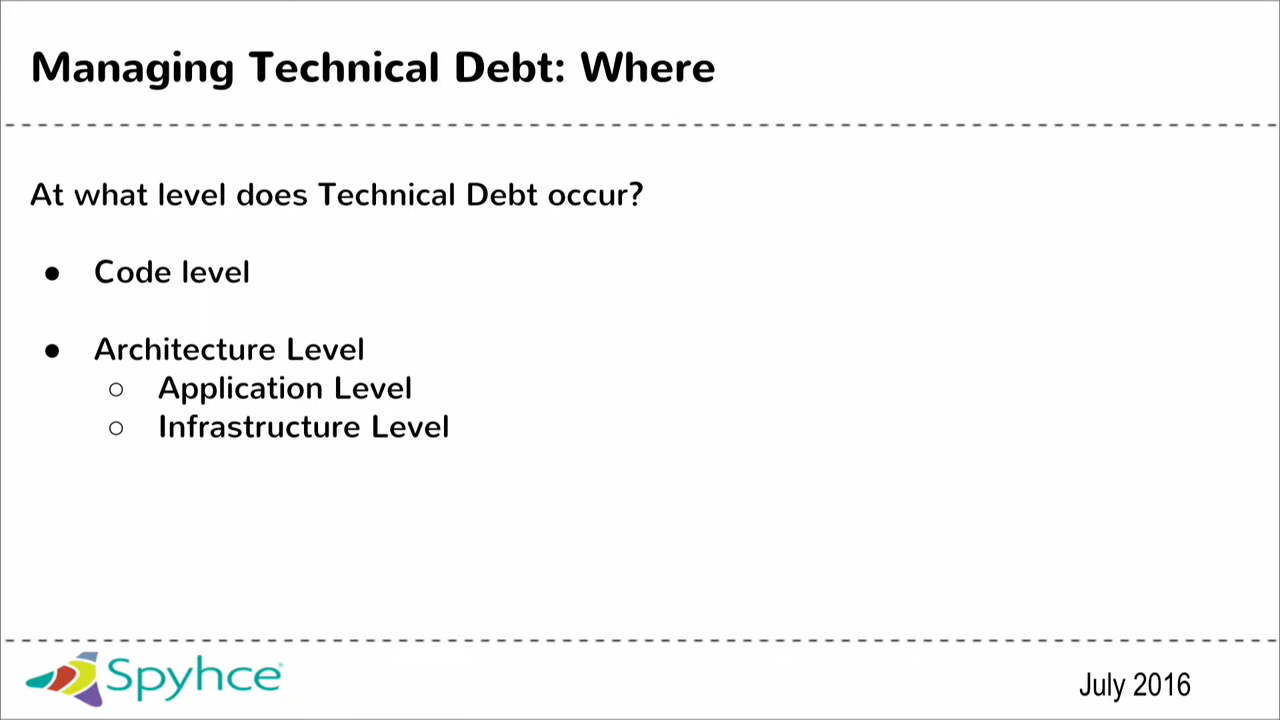 Managing Technical Debt: Where
At what level does Technical Debt occur?
● Code level
● Architecture Level
○ Application Level
○ Infrastructure Level
Spyhce
July 2016